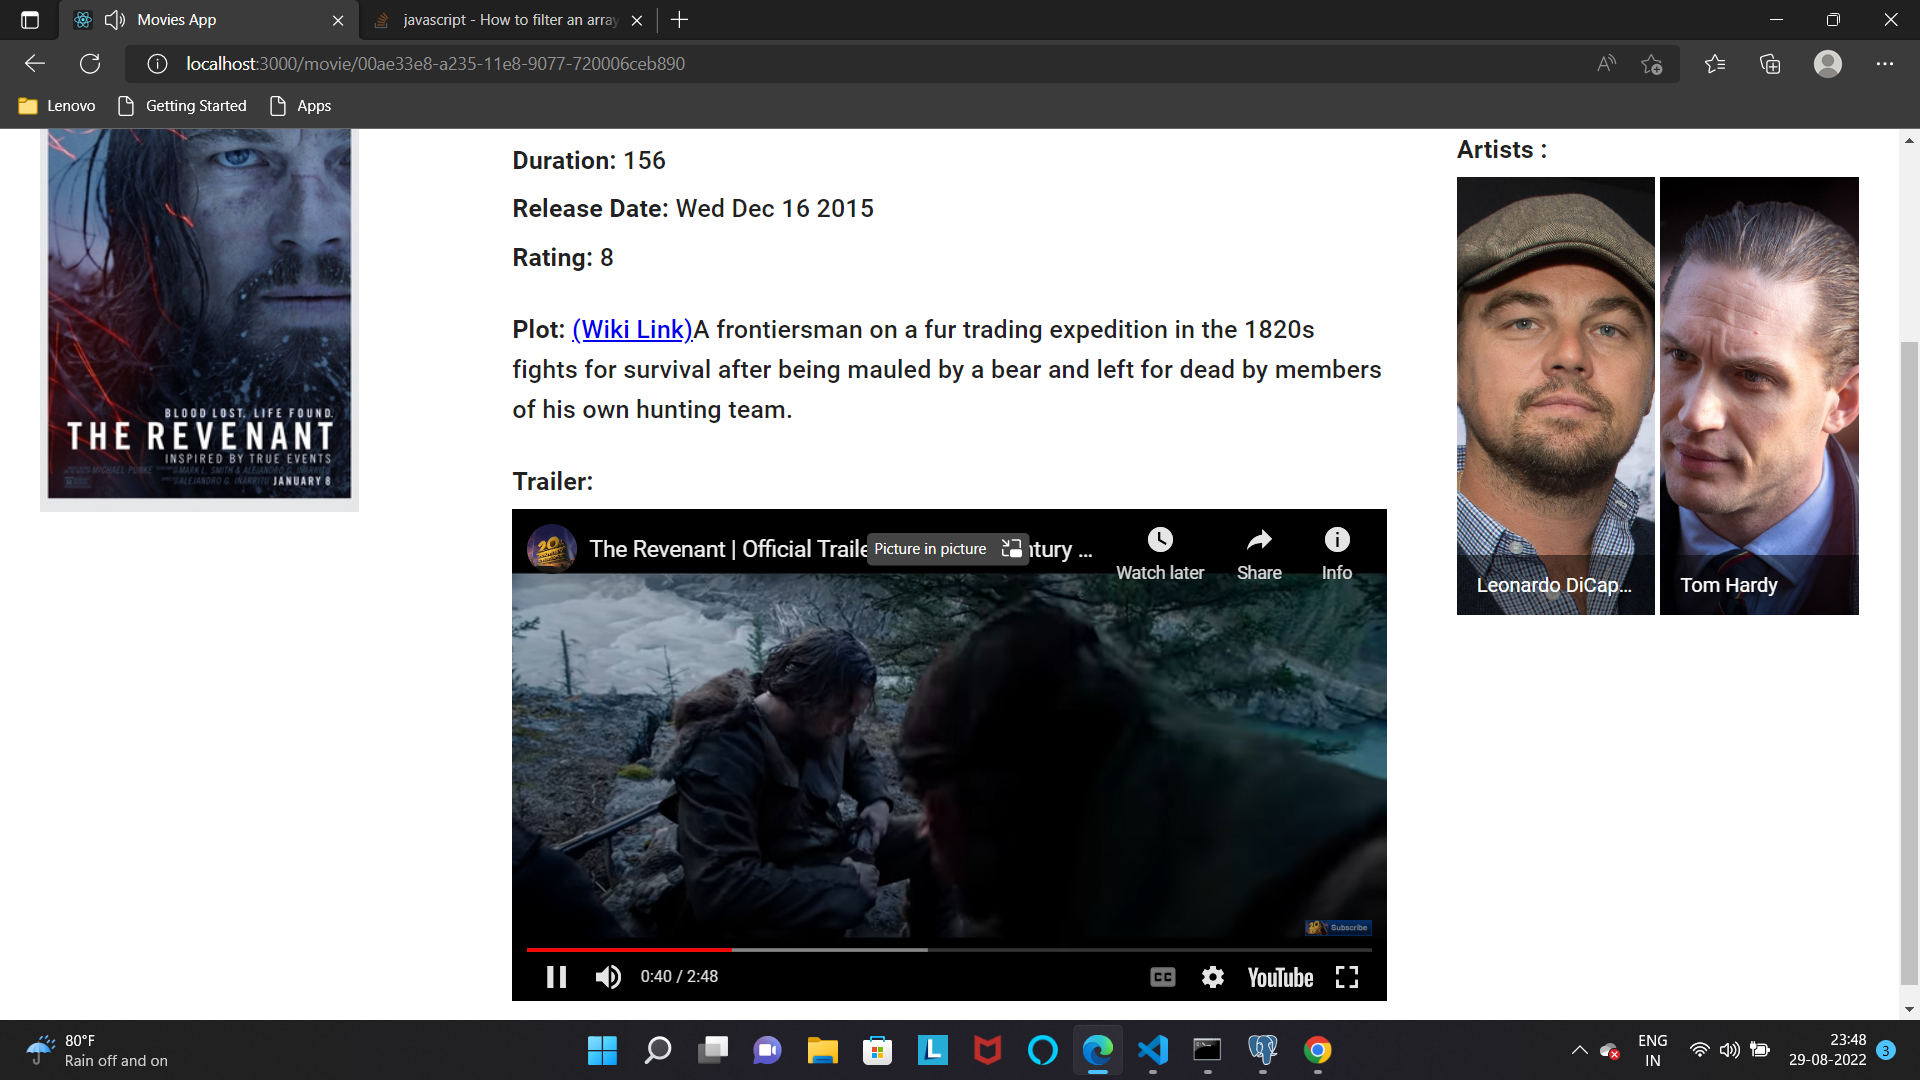 Movies App
javascript - How to filter an array
localhost:3000/movie/00ae33e8-a235-11e8-9077-720006ceb890
Lenovo
Getting Started
Apps
BLOOD LOST. LIFE FOUND.
THE REVENANT
INSPIRED BY TRUE EVENTS
JANUARY 8
Duration: 156
Release Date: Wed Dec 16 2015
Rating: 8
Plot: (Wiki Link)A frontiersman on a fur trading expedition in the 1820s
fights for survival after being mauled by a bear and left for dead by members
of his own hunting team.
Trailer:
The Revenant | Official Traile
Picture in picture
ntury ...
Watch later
Share
Info
Subscribe
0:40 / 2:48
CC
YouTube
Artists :
Leonardo DiCap...
Tom Hardy
80°F
Rain off and on
L
ENG
IN
23:48
29-08-2022
3